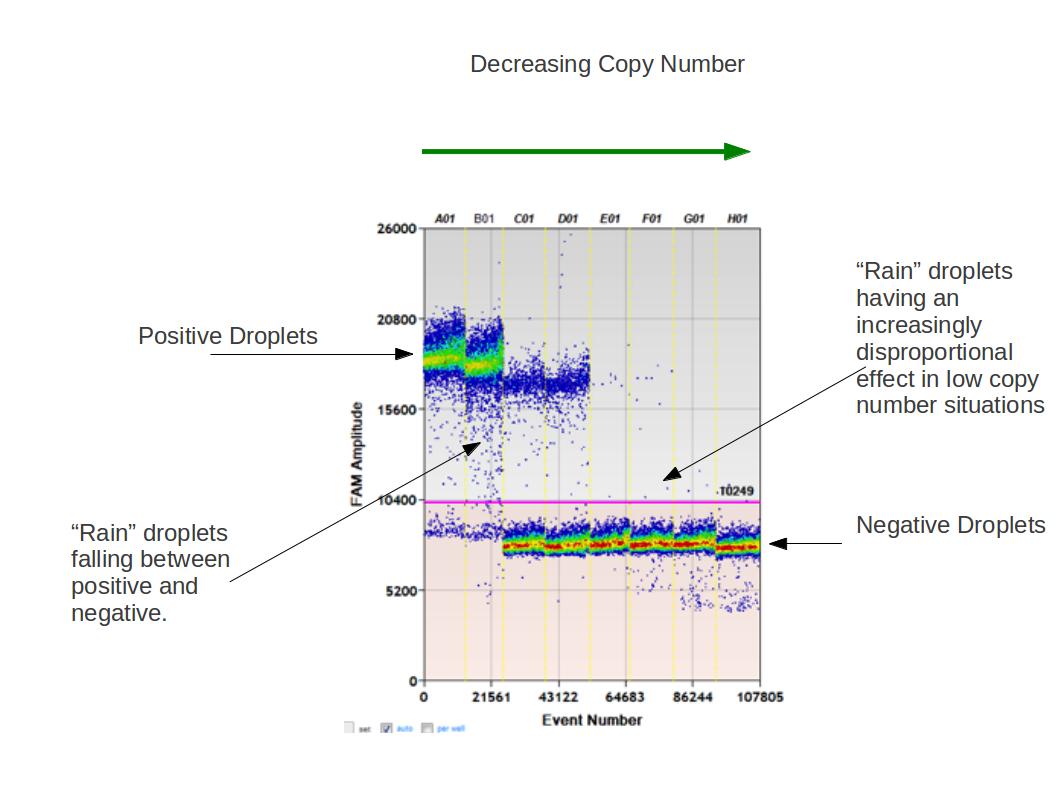 Decreasing Copy Number
A01 B01 C01 D01 E01 F01 G01 H01
26000
20800
15600
10400
5200
0
FAM Amplitude
T0249
0 21561 43122 64683 86244 107805
Event Number
set: auto per well
Positive Droplets
“Rain” droplets
falling between
positive and
negative.
“Rain” droplets
having an
increasingly
disproportional
effect in low copy
number situations
Negative Droplets